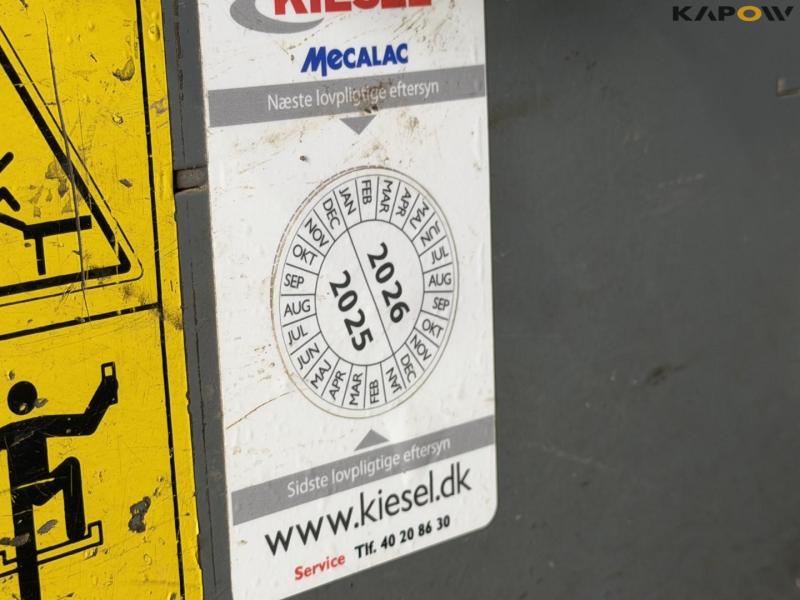 KAPOW
KIESEL
MECALAC
Næste lovpligtige eftersyn
JAN FEB MAR APR MAJ JUN JUL AUG SEP OKT NOV DEC
2026
2025
JAN FEB MAR APR MAJ JUN JUL AUG SEP OKT NOV DEC
Sidste lovpligtige eftersyn
www.kiesel.dk
Service Tlf. 40 20 86 30